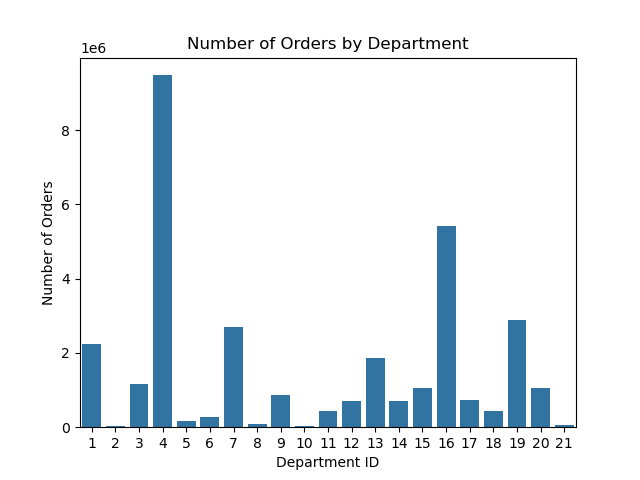 Number of Orders by Department
1e6
8
6
4
2
0
Number of Orders
1 2 3 4 5 6 7 8 9 10 11 12 13 14 15 16 17 18 19 20 21
Department ID